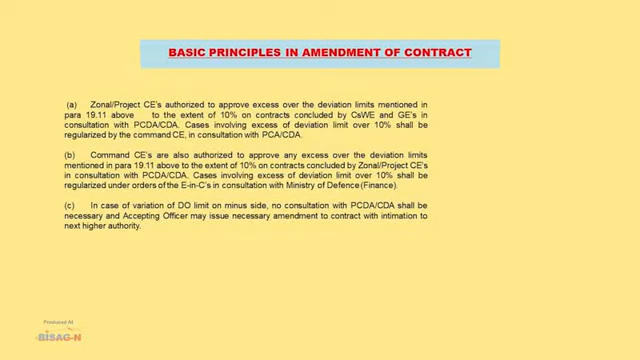 BASIC PRINCIPLES IN AMENDMENT OF CONTRACT
(a) Zonal/Project CE's authorized to approve excess over the deviation limits mentioned in
para 19.11 above to the extent of 10% on contracts concluded by CsWE and GE's in
consultation with PCDA/CDA. Cases involving excess of deviation limit over 10% shall be
regularized by the command CE, in consultation with PCA/CDA.
(b) Command CE's are also authorized to approve any excess over the deviation limits
mentioned in para 19.11 above to the extent of 10% on contracts concluded by Zonal/Project CE's
in consultation with PCDA/CDA. Cases involving excess of deviation limit over 10% shall be
regularized under orders of the E-in-C's in consultation with Ministry of Defence (Finance).
(c) In case of variation of DO limit on minus side, no consultation with PCDA/CDA shall be
necessary and Accepting Officer may issue necessary amendment to contract with intimation to
next higher authority.
Produced At
BISAG-N